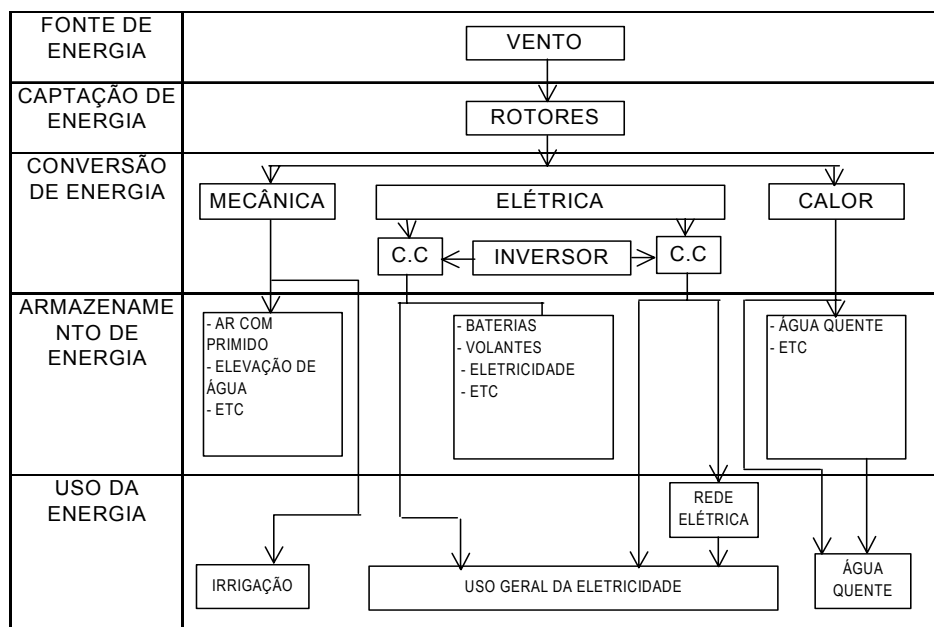 FONTE DE
ENERGIA
VENTO
CAPTAÇÃO DE
ENERGIA
ROTORES
CONVERSÃO
DE ENERGIA
MECÂNICA
ELÉTRICA
CALOR
C.C
INVERSOR
C.C
ARMAZENAME
NTO DE
ENERGIA
- AR COM
PRIMIDO
- ELEVAÇÃO DE
ÁGUA
- ETC
- BATERIAS
- VOLANTES
- ELETRICIDADE
- ETC
- ÁGUA QUENTE
- ETC
USO DA
ENERGIA
REDE
ELÉTRICA
IRRIGAÇÃO
USO GERAL DA ELETRICIDADE
ÁGUA
QUENTE